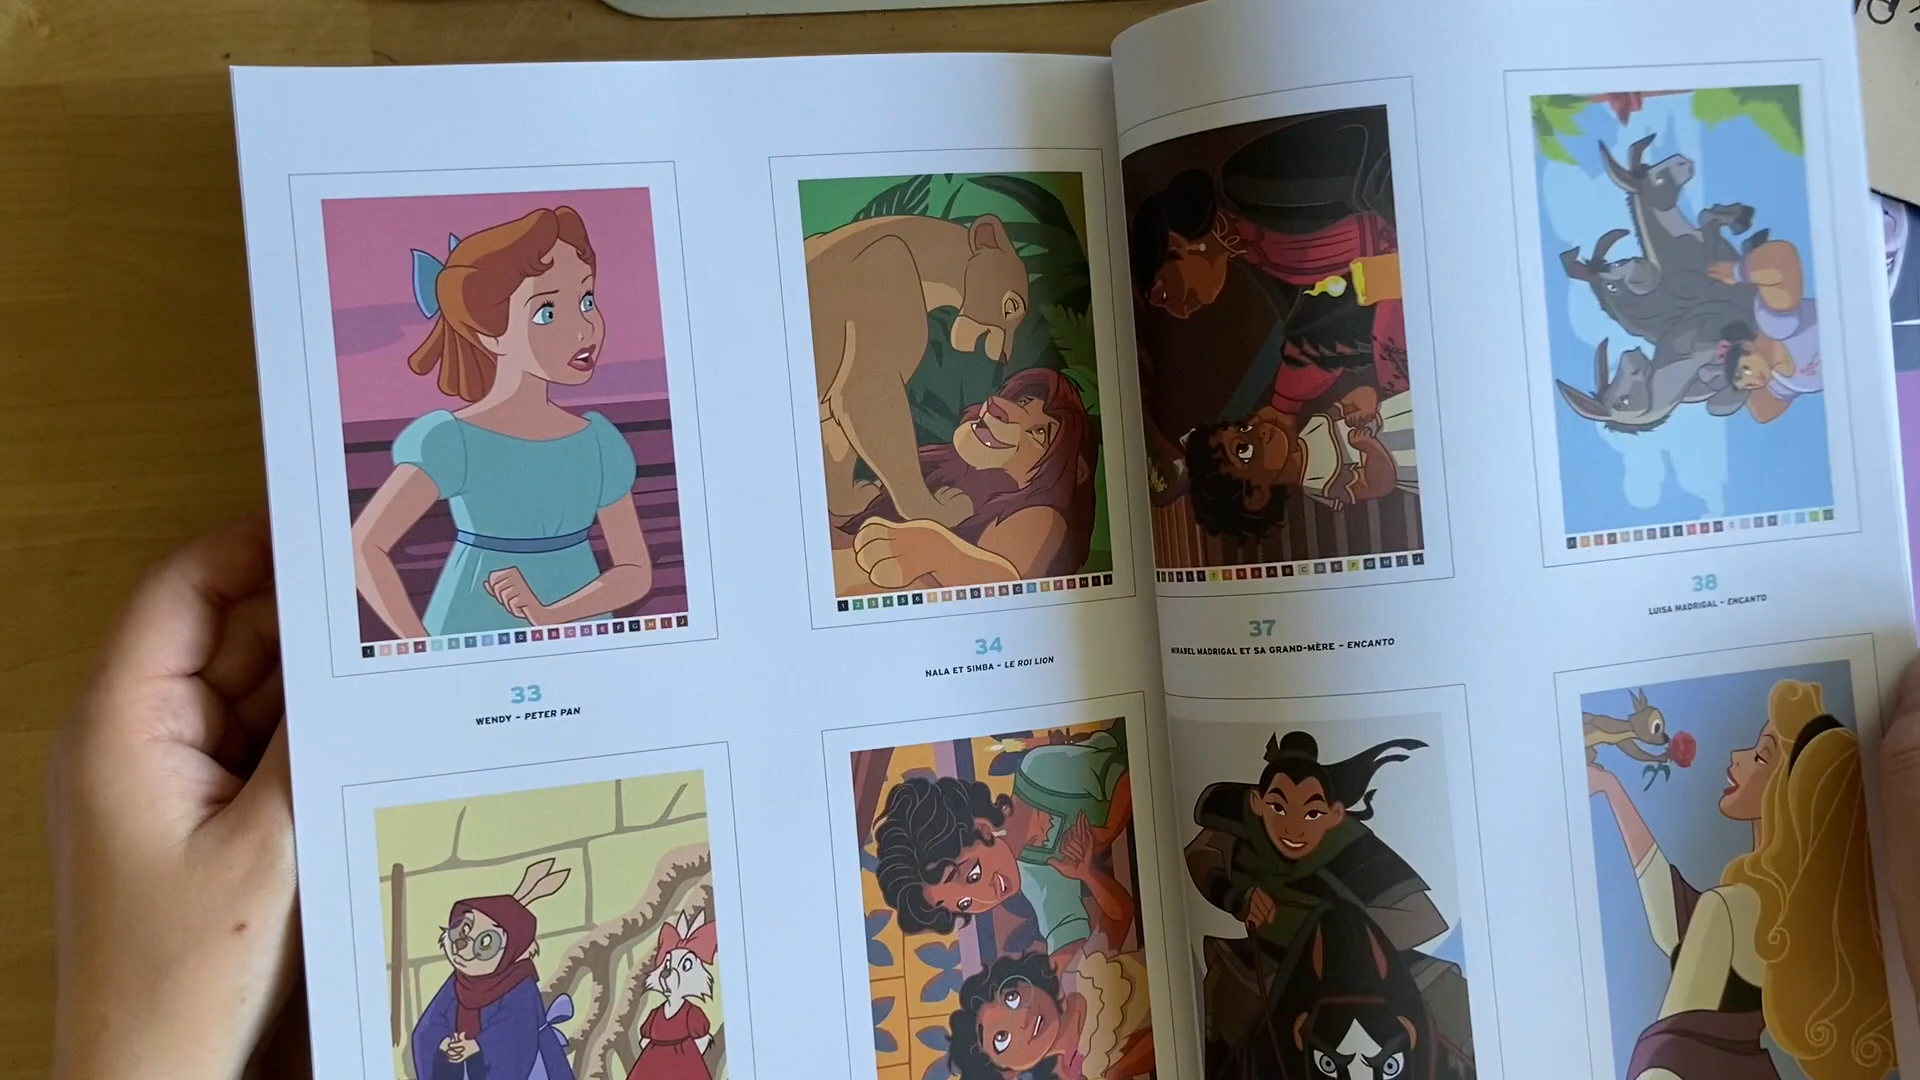 33
WENDY – PETER PAN
34
NALA ET SIMBA – LE ROI LION
37
MIRABEL MADRIGAL ET SA GRAND-MÈRE – ENCANTO
38
LUISA MADRIGAL – ENCANTO